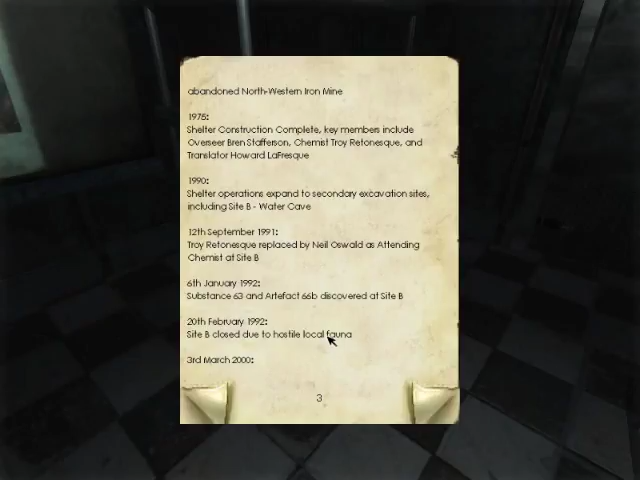 abandoned North-Western Iron Mine
1975:
Shelter Construction Complete, key members include
Overseer Bren Stafferson, Chemist Troy Retonesque, and
Translator Howard LaFresque
1990:
Shelter operations expand to secondary excavation sites,
including Site B - Water Cave
12th September 1991:
Troy Retonesque replaced by Neil Oswald as Attending
Chemist at Site B
6th January 1992:
Substance 63 and Artefact 66b discovered at Site B
20th February 1992:
Site B closed due to hostile local fauna
3rd March 2000:
3